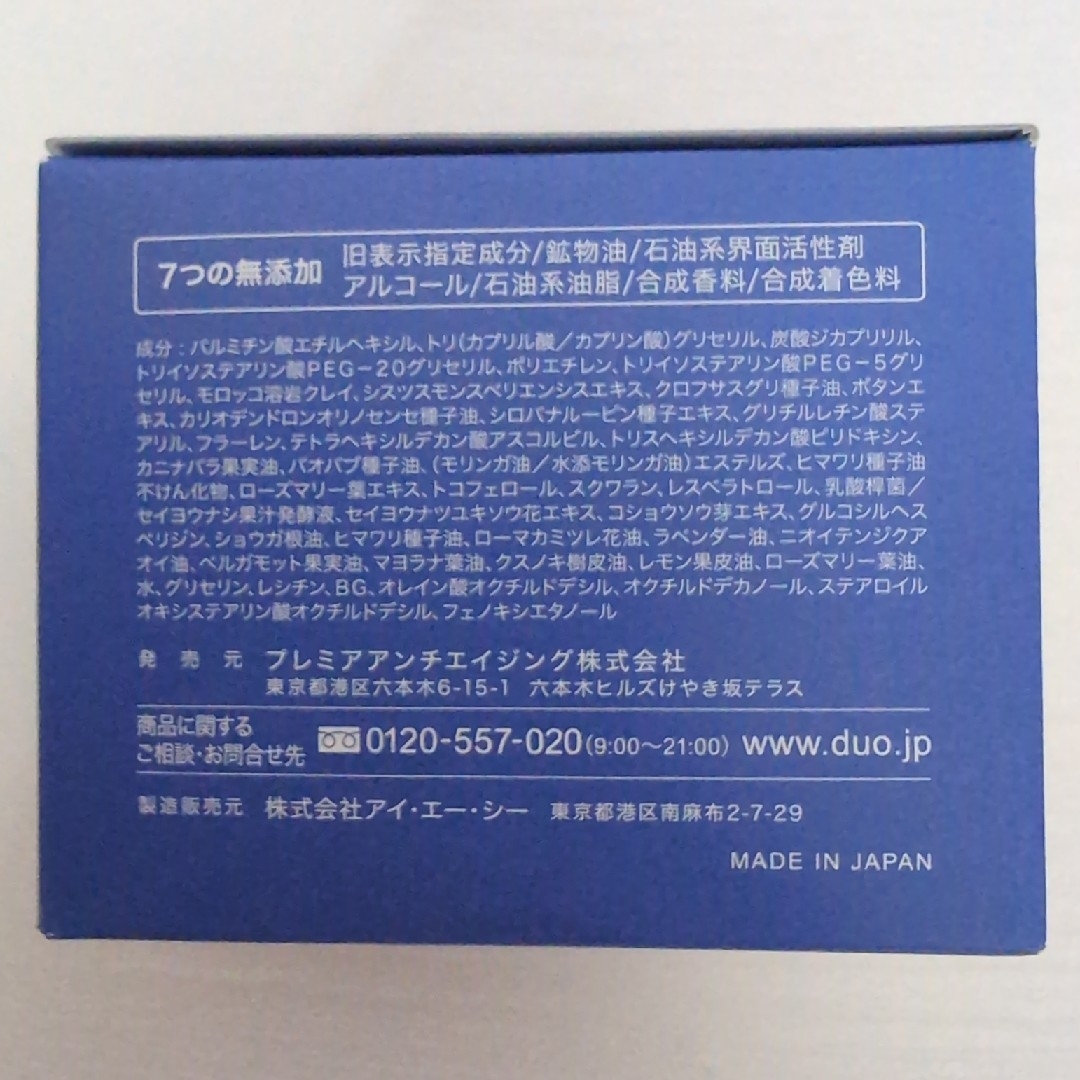 7つの無添加
旧表示指定成分/鉱物油/石油系界面活性剤
アルコール/石油系油脂/合成香料/合成着色料
成分：パルミチン酸エチルヘキシル、トリ(カプリル酸／カプリン酸)グリセリル、炭酸ジカプリリル、
トリイソステアリン酸PEG-20グリセリル、ポリエチレン、トリイソステアリン酸PEG-5グリ
セリル、モロッコ溶岩クレイ、シスツスモンスペリエンシスエキス、クロフサスグリ種子油、ボタンエ
キス、カリオデンドロンオリノセンセ種子油、シロバナルーピン種子エキス、グリチルレチン酸ステ
アリル、フラーレン、テトラヘキシルデカン酸アスコルビル、トリスヘキシルデカン酸ピリドキシン、
カニナバラ果実油、バオバブ種子油、(モリンガ油／水添モリンガ油)エステルズ、ヒマワリ種子油
不けん化物、ローズマリー葉エキス、トコフェロール、スクワラン、レスベラトロール、乳酸桿菌／
セイヨウナシ果汁発酵液、セイヨウナツユキソウ花エキス、コショウソウ芽エキス、グルコシルヘス
ペリジン、ショウガ根油、ヒマワリ種子油、ローマカミツレ花油、ラベンダー油、ニオイテンジクア
オイ油、ベルガモット果実油、マヨラナ葉油、クスノキ樹皮油、レモン果皮油、ローズマリー葉油、
水、グリセリン、レシチン、BG、オレイン酸オクチルドデシル、オクチルドデカノール、ステアロイル
オキシステアリン酸オクチルドデシル、フェノキシエタノール
発売元 プレミアアンチエイジング株式会社
東京都港区六本木6-15-1 六本木ヒルズけやき坂テラス
商品に関する
ご相談・お問合せ先
0120-557-020(9:00〜21:00) www.duo.jp
製造販売元 株式会社アイ・エー・シー 東京都港区南麻布2-7-29
MADE IN JAPAN